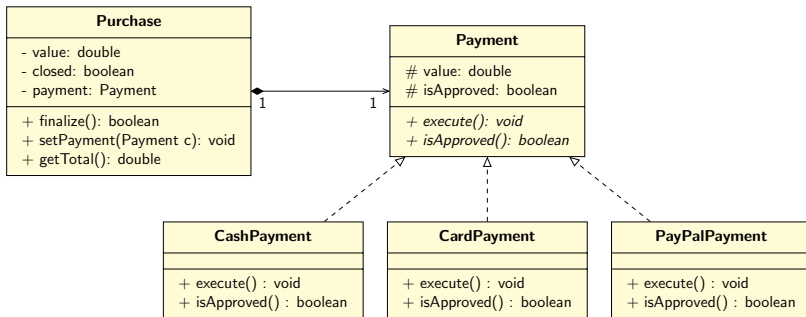 Purchase
- value: double
- closed: boolean
- payment: Payment
+ finalize(): boolean
+ setPayment(Payment c): void
+ getTotal(): double
1
1
Payment
# value: double
# isApproved: boolean
+ execute(): void
+ isApproved(): boolean
CashPayment
+ execute() : void
+ isApproved() : boolean
CardPayment
+ execute() : void
+ isApproved() : boolean
PayPalPayment
+ execute() : void
+ isApproved() : boolean